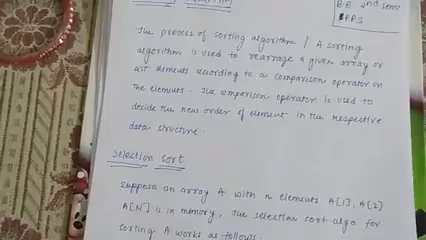 B.E 2nd sem
PPS
The process of sorting algorithm / A sorting
algorithm is used to rearrage a given array or
list elements according to a comparison operator on
the elements. The comparison operator is used to
decide the new order of element in the respective
data structure.
Selection Sort
Suppose an array A with n elements A[1], A[2]
A[N] is in memory, The selection sort algo for
sorting A works as follows.